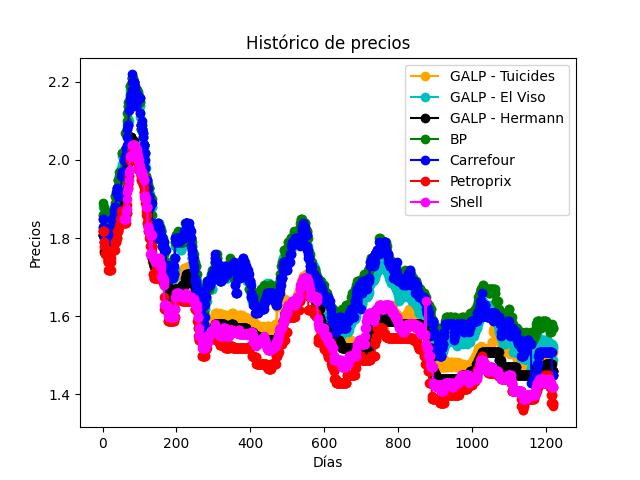 Histórico de precios
GALP - Tuicides
GALP - El Viso
GALP - Hermann
BP
Carrefour
Petroprix
Shell
Precios
2.2
2.0
1.8
1.6
1.4
0
200
400
600
800
1000
1200
Días